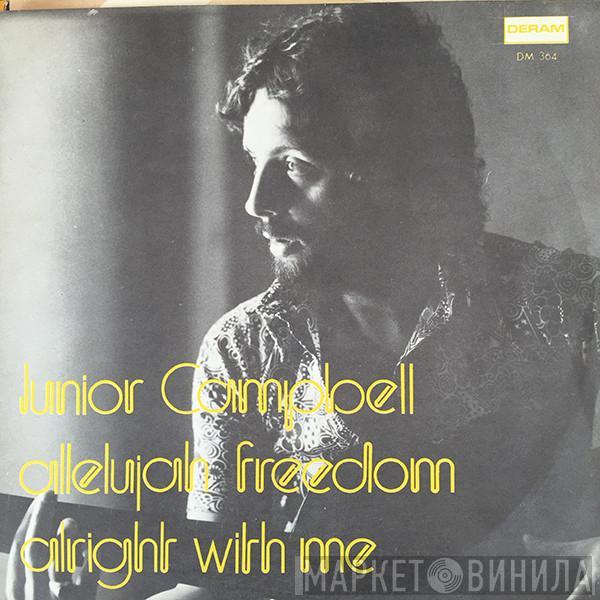 DERAM
DM 364
Junior Campbell
allelujah freedom
alright with me
МАРКЕТ ВИНИЛА